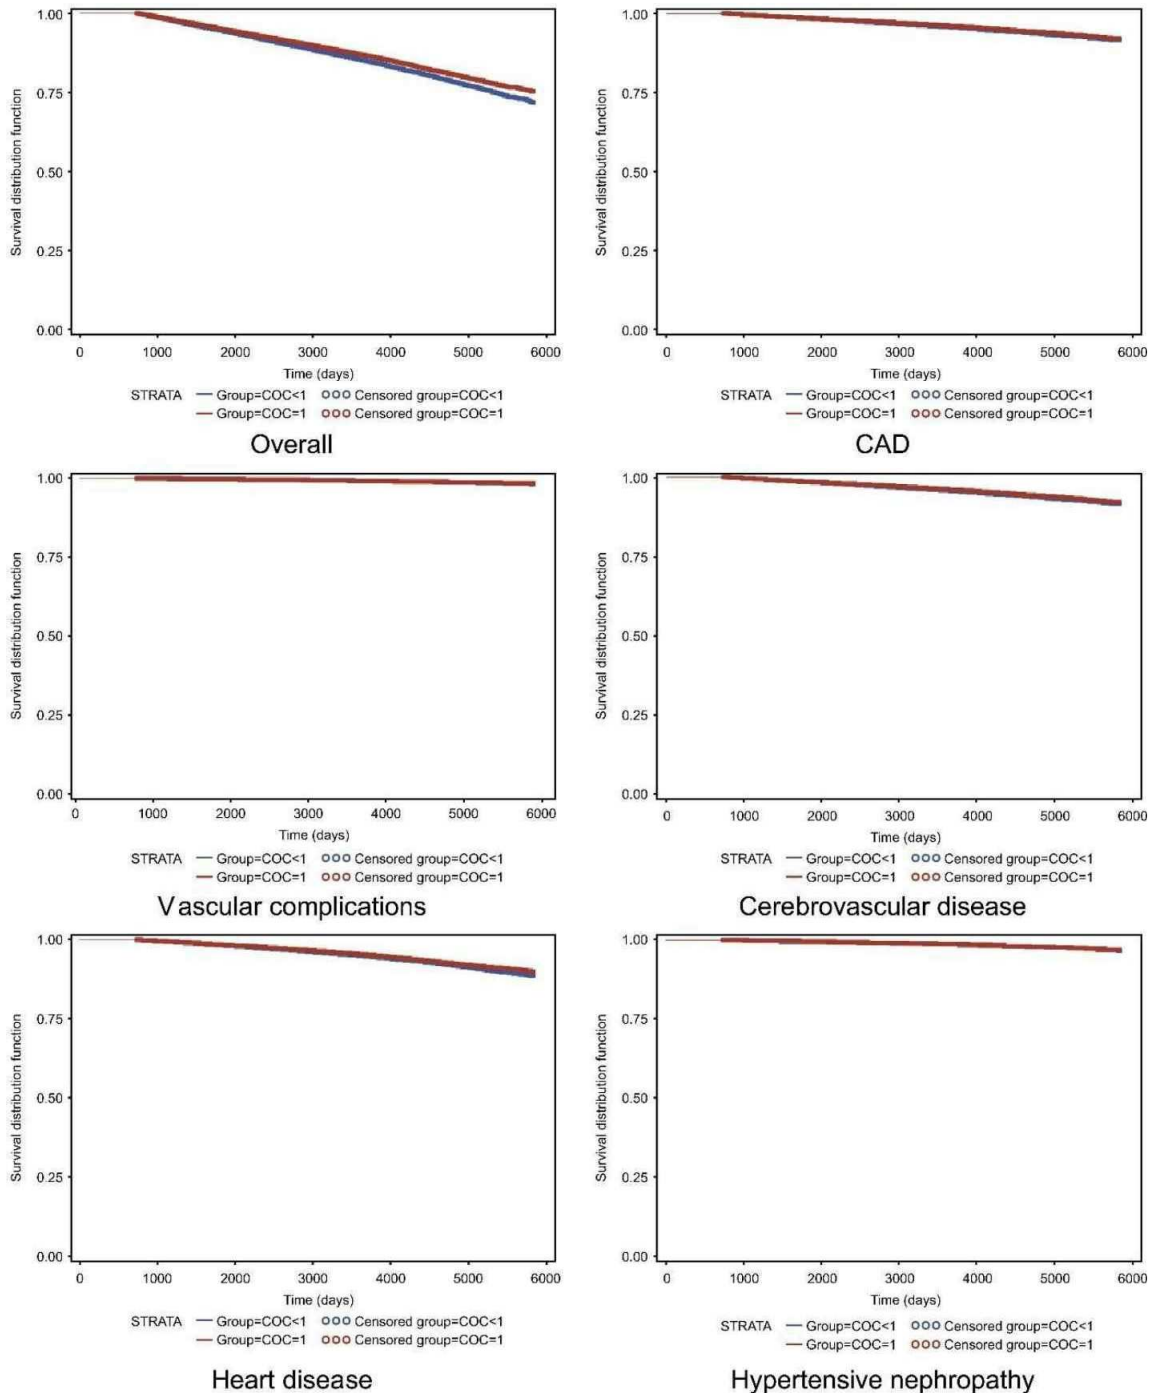 Survival distribution function
1.00
0.75
0.50
0.25
0.00
0 1000 2000 3000 4000 5000 6000
Time (days)
STRATA Group=COC<1 Censored group=COC<1
Group=COC=1 Censored group=COC=1
Overall
Survival distribution function
1.00
0.75
0.50
0.25
0.00
0 1000 2000 3000 4000 5000 6000
Time (days)
STRATA Group=COC<1 Censored group=COC<1
Group=COC=1 Censored group=COC=1
CAD
Survival distribution function
1.00
0.75
0.50
0.25
0.00
0 1000 2000 3000 4000 5000 6000
Time (days)
STRATA Group=COC<1 Censored group=COC<1
Group=COC=1 Censored group=COC=1
Vascular complications
Survival distribution function
1.00
0.75
0.50
0.25
0.00
0 1000 2000 3000 4000 5000 6000
Time (days)
STRATA Group=COC<1 Censored group=COC<1
Group=COC=1 Censored group=COC=1
Cerebrovascular disease
Survival distribution function
1.00
0.75
0.50
0.25
0.00
0 1000 2000 3000 4000 5000 6000
Time (days)
STRATA Group=COC<1 Censored group=COC<1
Group=COC=1 Censored group=COC=1
Heart disease
Survival distribution function
1.00
0.75
0.50
0.25
0.00
0 1000 2000 3000 4000 5000 6000
Time (days)
STRATA Group=COC<1 Censored group=COC<1
Group=COC=1 Censored group=COC=1
Hypertensive nephropathy